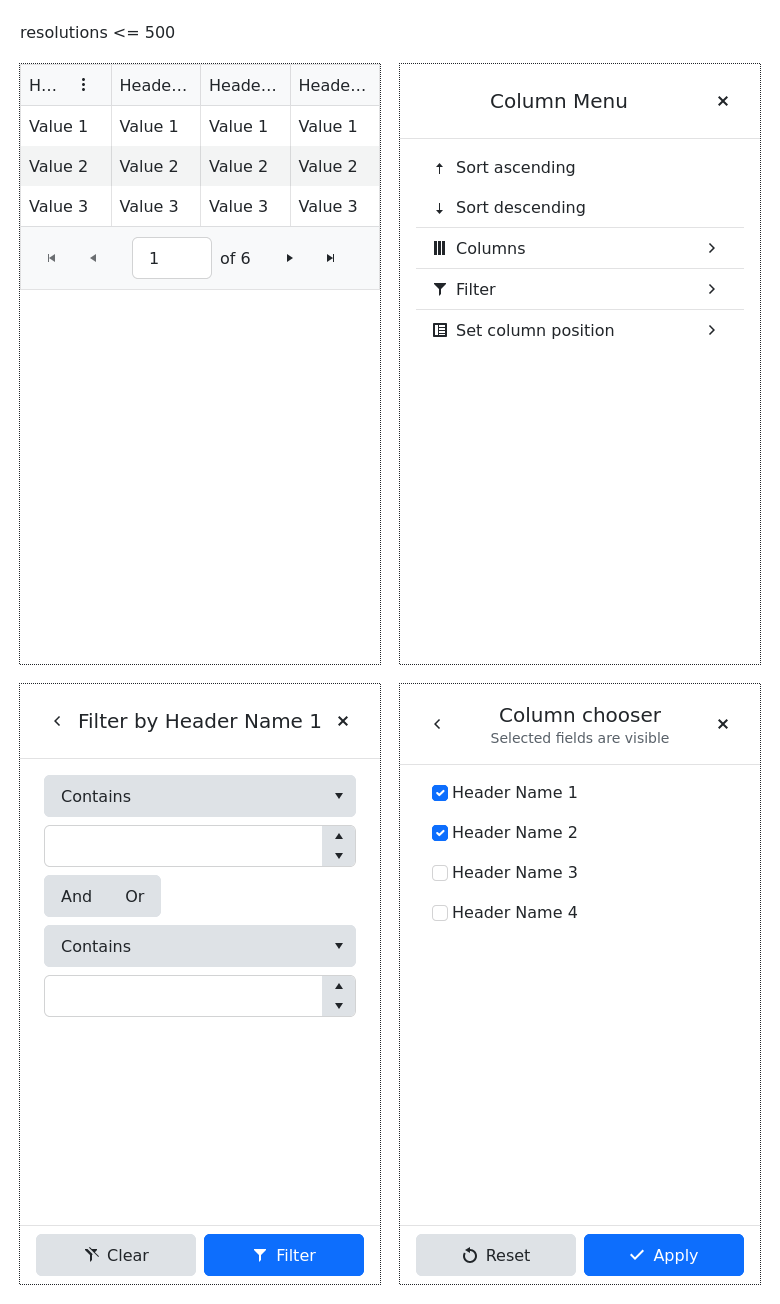 resolutions <= 500
H... Heade... Heade... Heade...
Value 1 Value 1 Value 1 Value 1
Value 2 Value 2 Value 2 Value 2
Value 3 Value 3 Value 3 Value 3
1 of 6
Column Menu
Sort ascending
Sort descending
Columns
Filter
Set column position
Filter by Header Name 1
Contains
And Or
Contains
Clear Filter
Column chooser
Selected fields are visible
Header Name 1
Header Name 2
Header Name 3
Header Name 4
Reset Apply